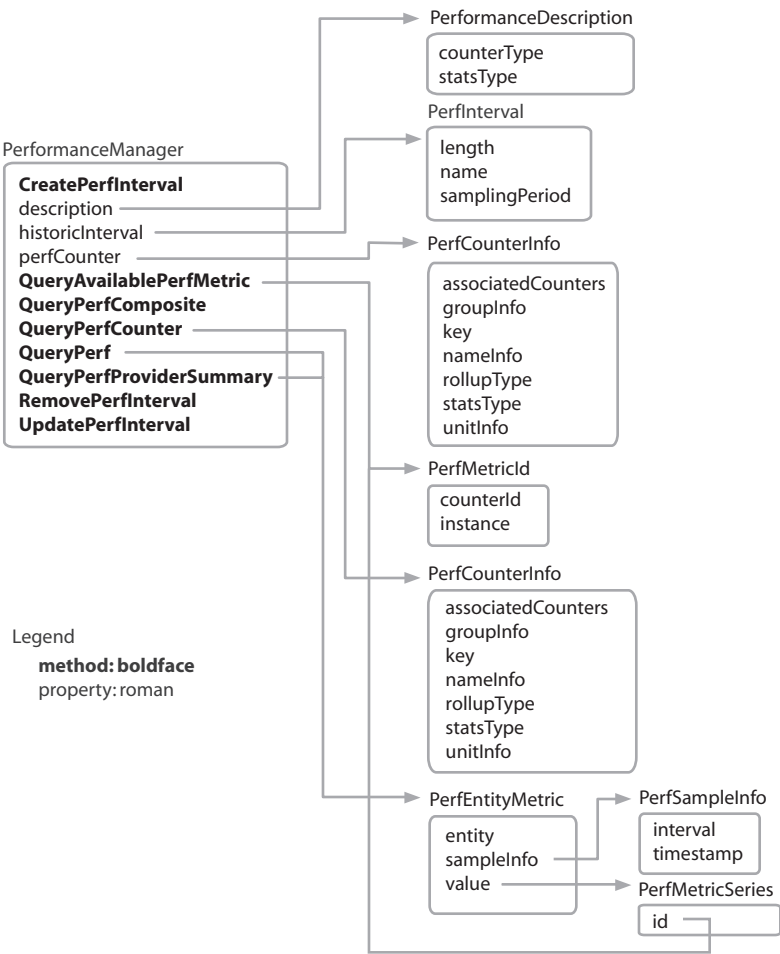 PerformanceManager
CreatePerfInterval
description
historicInterval
perfCounter
QueryAvailablePerfMetric
QueryPerfComposite
QueryPerfCounter
QueryPerf
QueryPerfProviderSummary
RemovePerfInterval
UpdatePerfInterval
Legend
method: boldface
property: roman
PerformanceDescription
counterType
statsType
PerfInterval
length
name
samplingPeriod
PerfCounterInfo
associatedCounters
groupInfo
key
nameInfo
rollupType
statsType
unitInfo
PerfMetricId
counterId
instance
PerfCounterInfo
associatedCounters
groupInfo
key
nameInfo
rollupType
statsType
unitInfo
PerfEntityMetric
entity
sampleInfo
value
PerfSampleInfo
interval
timestamp
PerfMetricSeries
id